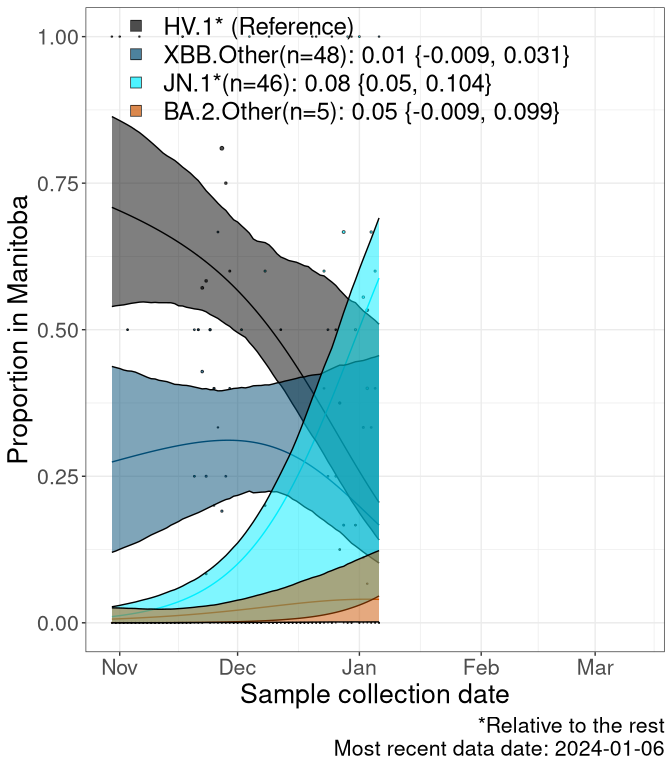 HV.1* (Reference)
XBB.Other(n=48): 0.01 {-0.009, 0.031}
JN.1*(n=46): 0.08 {0.05, 0.104}
BA.2.Other(n=5): 0.05 {-0.009, 0.099}
1.00
0.75
0.50
0.25
0.00
Proportion in Manitoba
Nov Dec Jan Feb Mar
Sample collection date
*Relative to the rest
Most recent data date: 2024-01-06